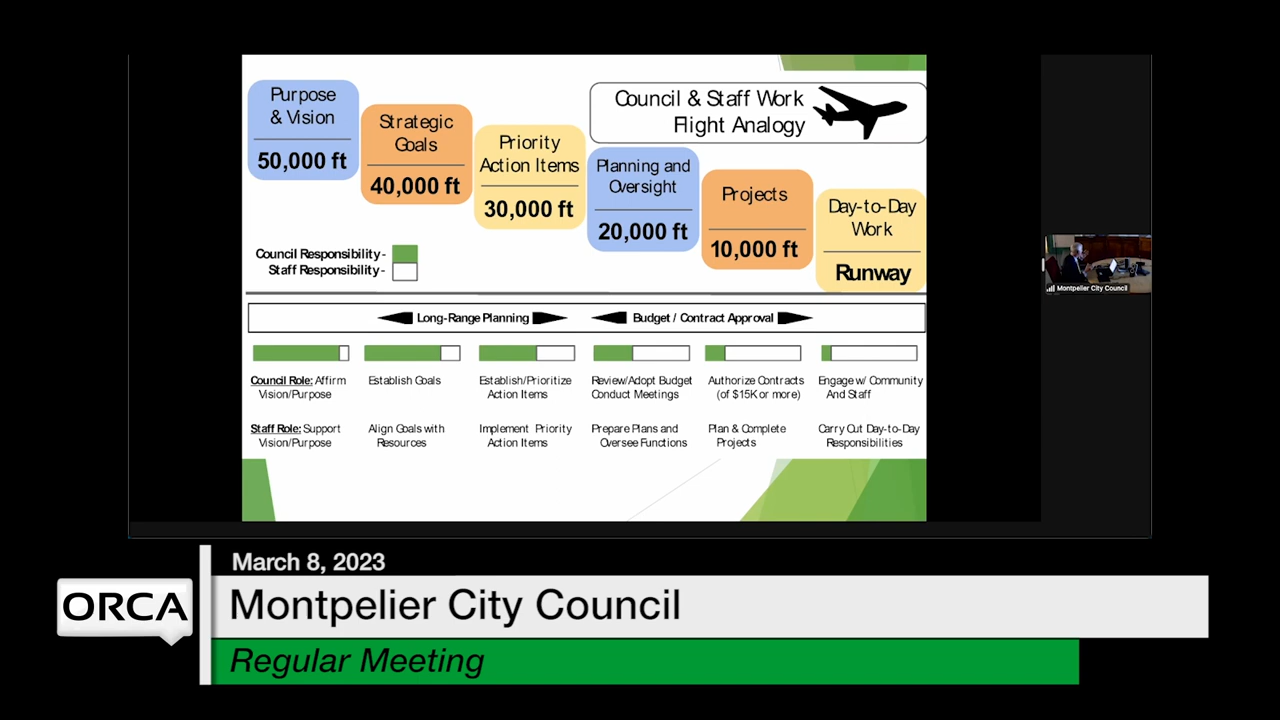 Purpose
& Vision
50,000 ft
Strategic
Goals
40,000 ft
Priority
Action Items
30,000 ft
Council & Staff Work
Flight Analogy
Planning and
Oversight
20,000 ft
Projects
10,000 ft
Day-to-Day
Work
Runway
Council Responsibility-
Staff Responsibility-
Long-Range Planning
Budget / Contract Approval
Council Role: Affirm
Vision/Purpose
Establish Goals
Establish/Prioritize
Action Items
Review/Adopt Budget
Conduct Meetings
Authorize Contracts
(of $15K or more)
Engage w/ Community
And Staff
Staff Role: Support
Vision/Purpose
Align Goals with
Resources
Implement Priority
Action Items
Prepare Plans and
Oversee Functions
Plan & Complete
Projects
Carry Out Day-to-Day
Responsibilities
Montpelier City Council
March 8, 2023
ORCA
Montpelier City Council
Regular Meeting